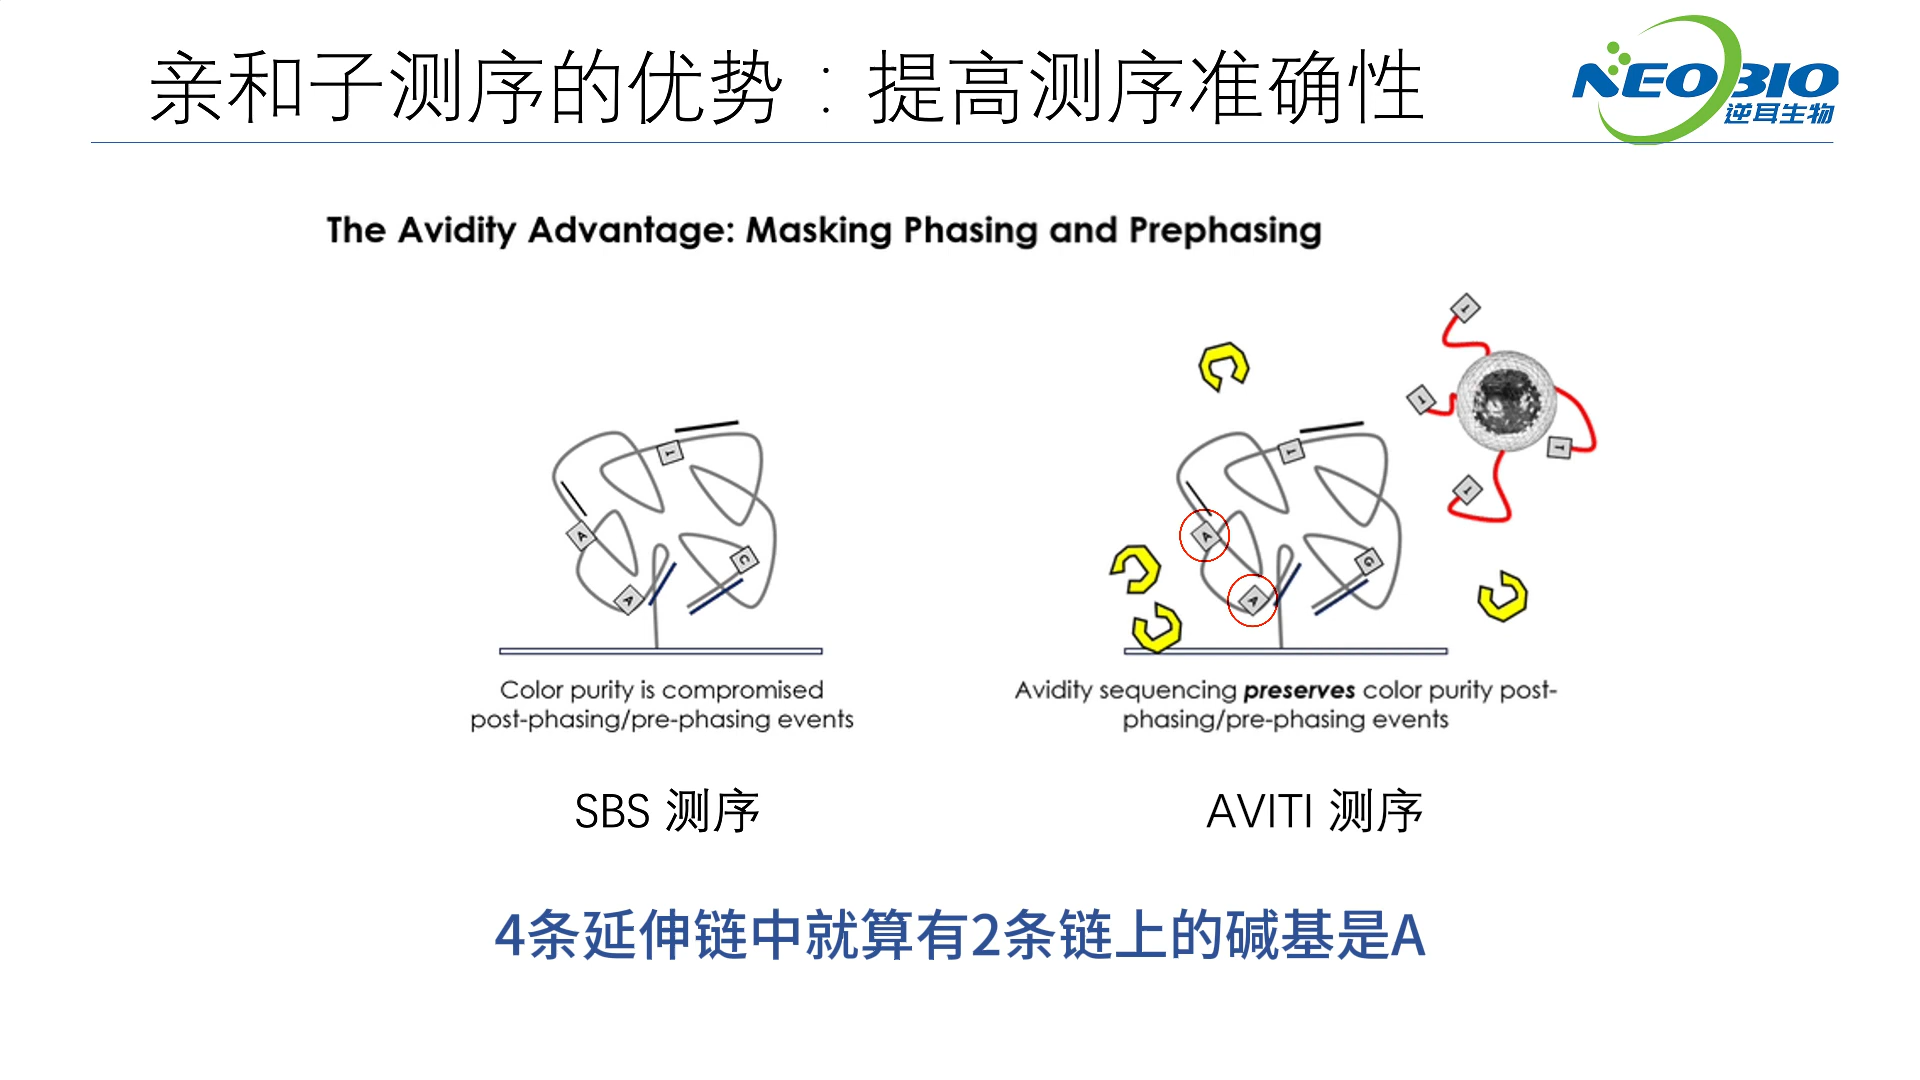 亲和子测序的优势：提高测序准确性
NEOBIO
逆耳生物
The Avidity Advantage: Masking Phasing and Prephasing
T
A
A
C
T
A
A
G
T
T
T
T
Color purity is compromised
post-phasing/pre-phasing events
Avidity sequencing preserves color purity post-
phasing/pre-phasing events
SBS 测序
AVITI 测序
4条延伸链中就算有2条链上的碱基是A